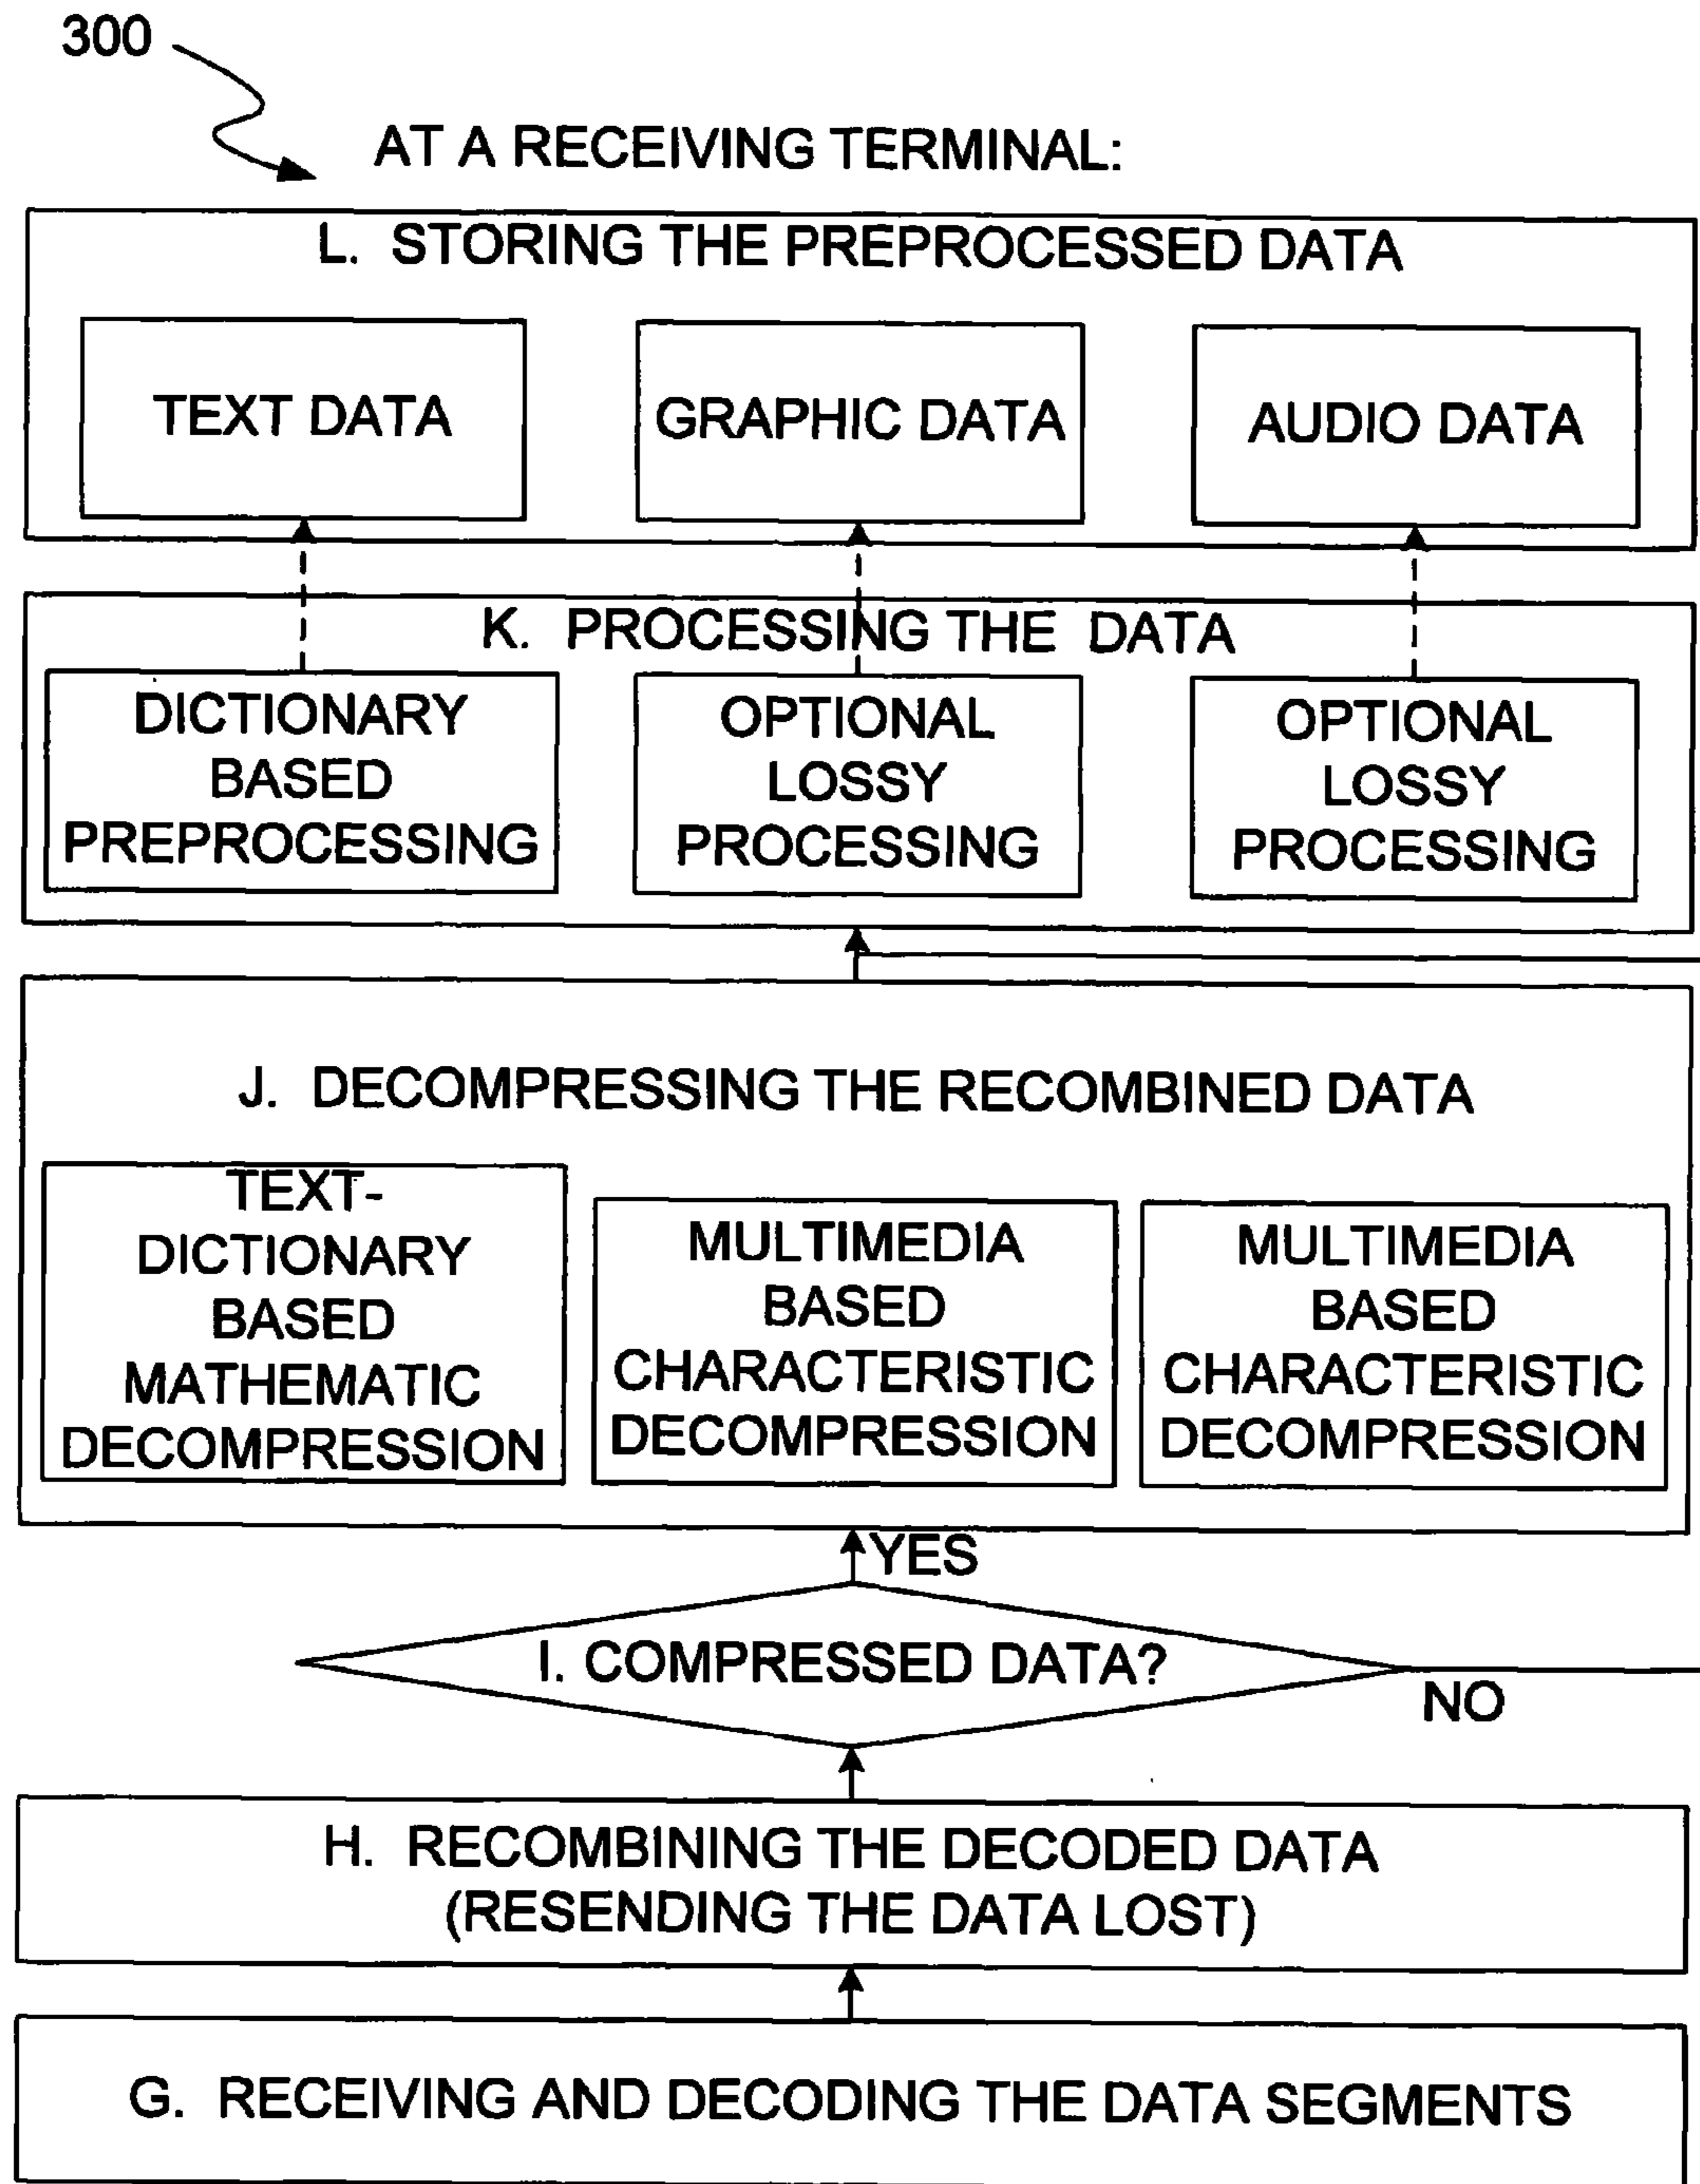 300
AT A RECEIVING TERMINAL:
L. STORING THE PREPROCESSED DATA
TEXT DATA
GRAPHIC DATA
AUDIO DATA
K. PROCESSING THE DATA
DICTIONARY
BASED
PREPROCESSING
OPTIONAL
LOSSY
PROCESSING
OPTIONAL
LOSSY
PROCESSING
J. DECOMPRESSING THE RECOMBINED DATA
TEXT-
DICTIONARY
BASED
MATHEMATIC
DECOMPRESSION
MULTIMEDIA
BASED
CHARACTERISTIC
DECOMPRESSION
MULTIMEDIA
BASED
CHARACTERISTIC
DECOMPRESSION
YES
I. COMPRESSED DATA?
NO
H. RECOMBINING THE DECODED DATA
(RESENDING THE DATA LOST)
G. RECEIVING AND DECODING THE DATA SEGMENTS